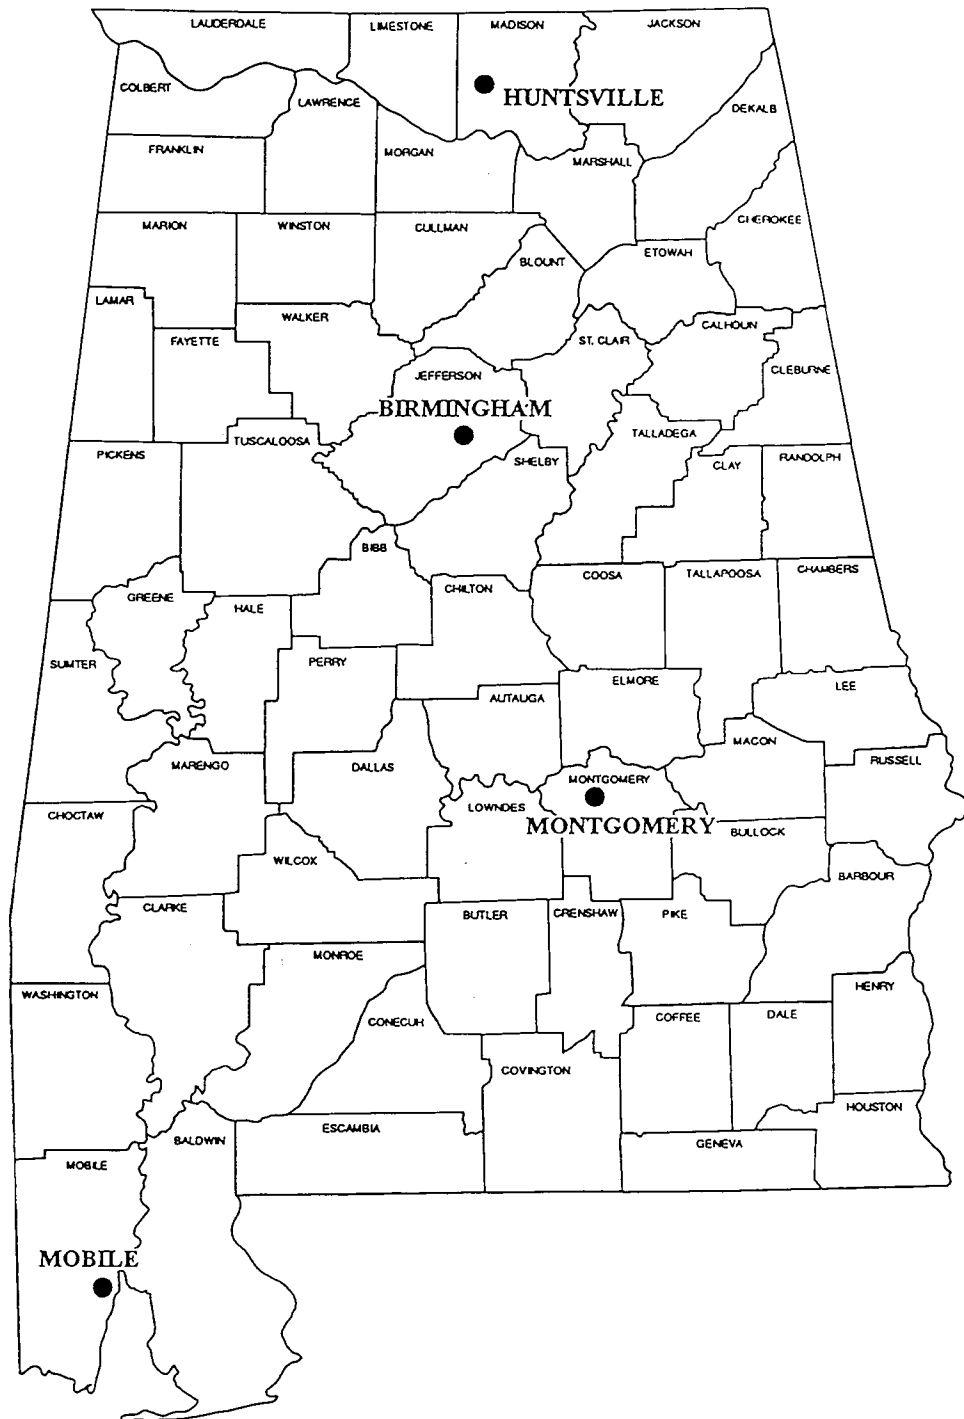 LAUDERDALE
LIMESTONE
MADISON
JACKSON
COLBERT
LAWRENCE
HUNTSVILLE
DEKALB
FRANKLIN
MORGAN
MARSHALL
MARION
WINSTON
CULLMAN
CHEROKEE
BLOUNT
ETOWAH
LAMAR
WALKER
FAYETTE
ST. CLAIR
CALHOUN
JEFFERSON
CLEBURNE
BIRMINGHAM
TUSCALOOSA
TALLADEGA
PICKENS
SHELBY
CLAY
RANDOLPH
BIBB
GREENE
HALE
CHILTON
COOSA
TALLAPOOSA
CHAMBERS
SUMTER
PERRY
ELMORE
LEE
AUTAUGA
MARENGO
DALLAS
MACON
RUSSELL
MONTGOMERY
CHOCTAW
LOWNDES
MONTGOMERY
BULLOCK
WILCOX
BARBOUR
CLARKE
BUTLER
CRENSHAW
PIKE
MONROE
WASHINGTON
HENRY
CONECUH
COFFEE
DALE
COVINGTON
HOUSTON
ESCAMBIA
BALDWIN
GENEVA
MOBILE
MOBILE